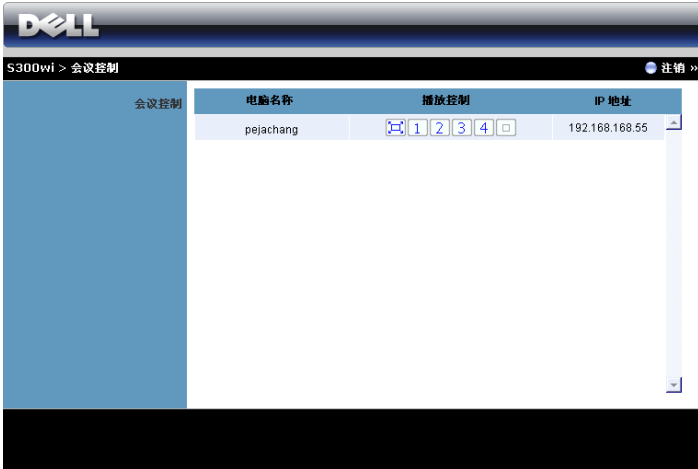 DELL
S300wi > 会议控制
注销 »
会议控制
电脑名称 播放控制 IP 地址
pejachang 1 2 3 4 192.168.168.55